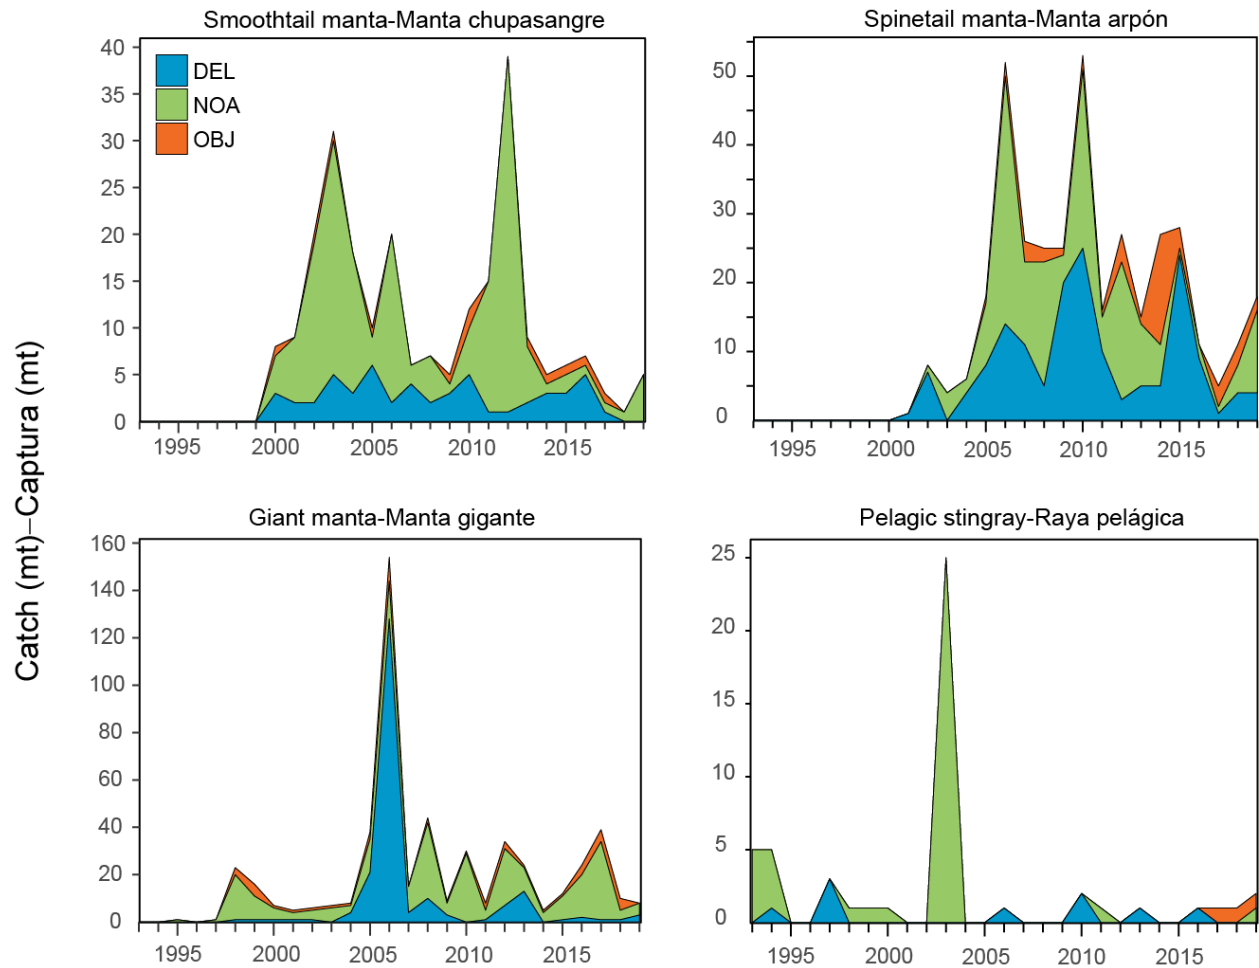 Smoothtail manta-Manta chupasangre
Spinetail manta-Manta arpón
DEL
NOA
OBJ
40
35
30
25
20
15
10
5
0
1995 2000 2005 2010 2015
50
40
30
20
10
0
1995 2000 2005 2010 2015
Catch (mt)–Captura (mt)
Giant manta-Manta gigante
Pelagic stingray-Raya pelágica
160
140
120
100
80
60
40
20
0
1995 2000 2005 2010 2015
25
20
15
10
5
0
1995 2000 2005 2010 2015